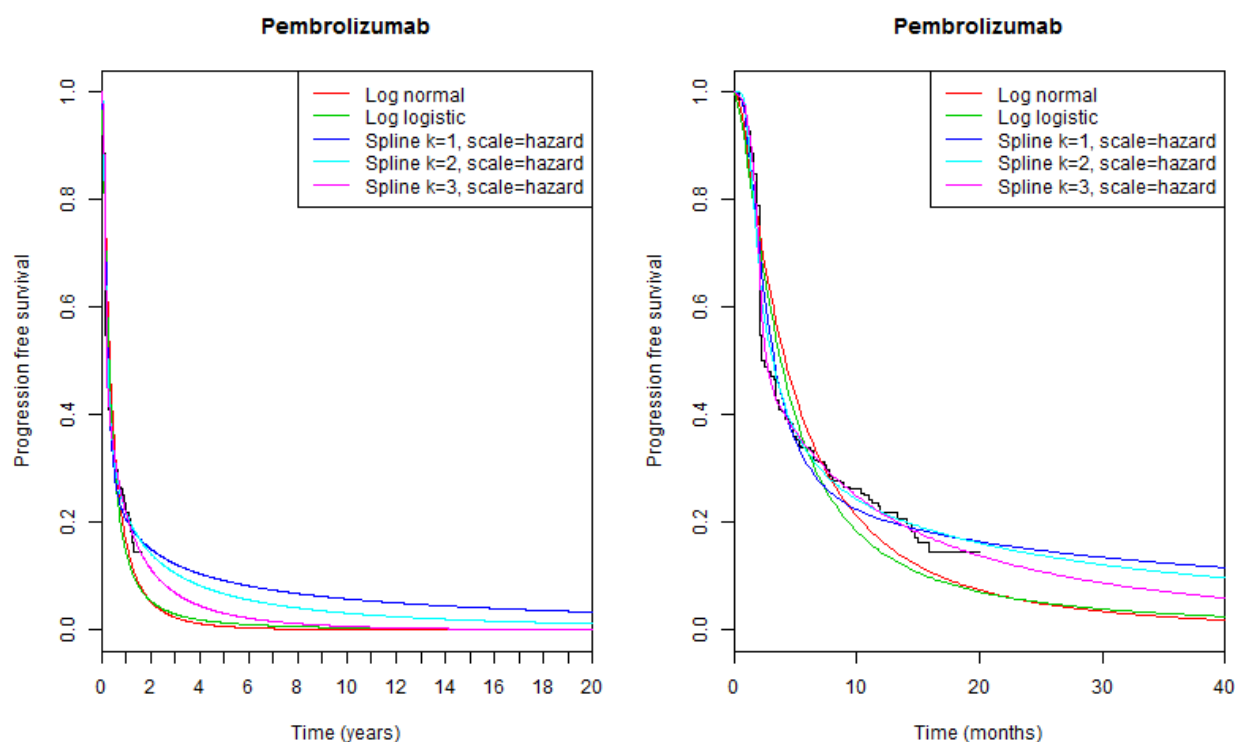 Pembrolizumab
Log normal
Log logistic
Spline k=1, scale=hazard
Spline k=2, scale=hazard
Spline k=3, scale=hazard
Progression free survival
1.0
0.8
0.6
0.4
0.2
0.0
0 2 4 6 8 10 12 14 16 18 20
Time (years)
Pembrolizumab
Log normal
Log logistic
Spline k=1, scale=hazard
Spline k=2, scale=hazard
Spline k=3, scale=hazard
Progression free survival
1.0
0.8
0.6
0.4
0.2
0.0
0 10 20 30 40
Time (months)